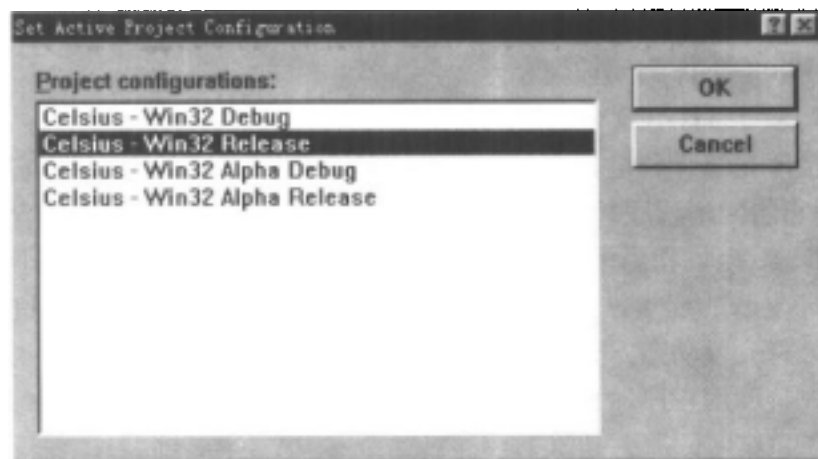 Set Active Project Configuration
Project configurations:
Celsius - Win32 Debug
Celsius - Win32 Release
Celsius - Win32 Alpha Debug
Celsius - Win32 Alpha Release
OK
Cancel